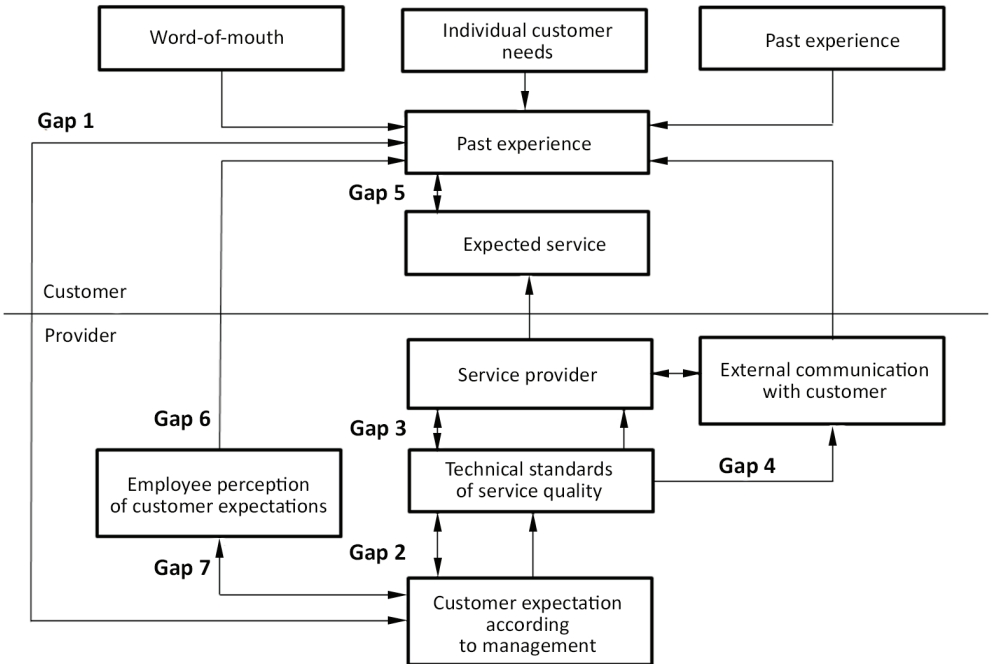 Word-of-mouth
Individual customer
needs
Past experience
Gap 1
Past experience
Gap 5
Expected service
Customer
Provider
Service provider
External communication
with customer
Gap 6
Gap 3
Technical standards
of service quality
Gap 4
Employee perception
of customer expectations
Gap 2
Gap 7
Customer expectation
according
to management